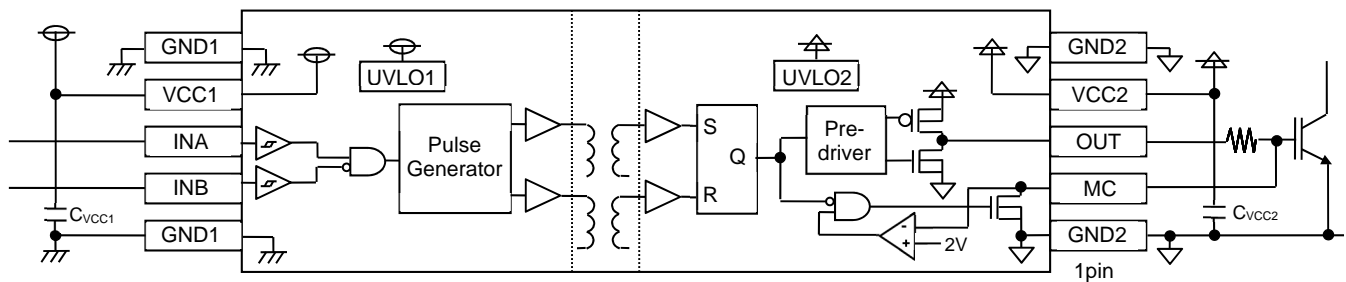 GND1
VCC1
INA
INB
GND1
CVCC1
UVLO1
Pulse
Generator
S
R
Q
UVLO2
Pre-
driver
-
+
2V
GND2
VCC2
OUT
MC
GND2
1pin
CVCC2